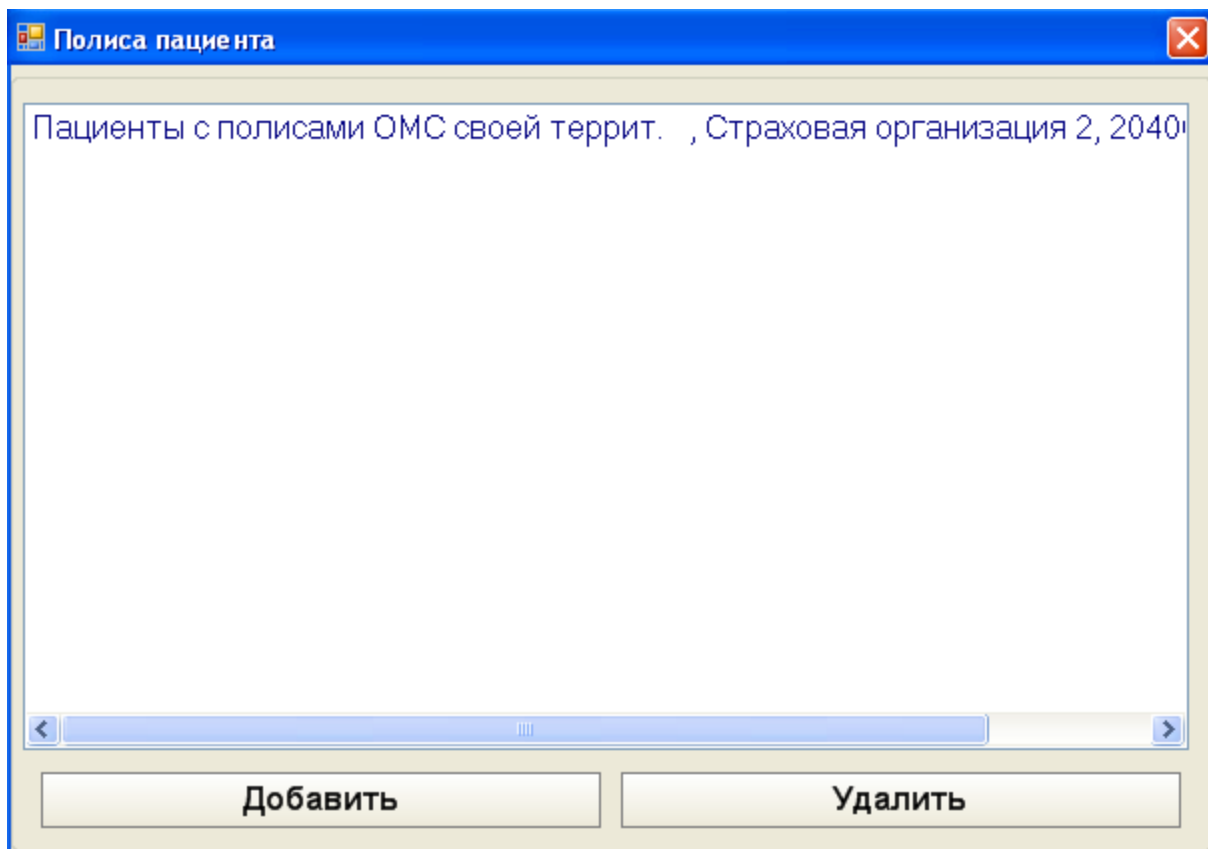 Полиса пациента
Пациенты с полисами ОМС своей террит. , Страховая организация 2, 2040
Добавить
Удалить